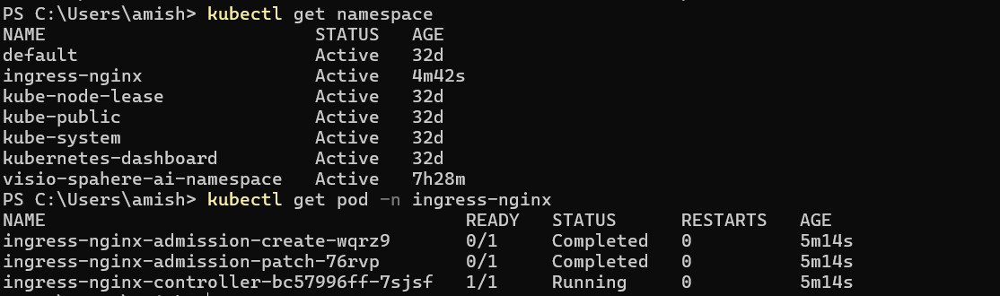 PS C:\Users\amish> kubectl get namespace
NAME                         STATUS   AGE
default                      Active   32d
ingress-nginx                Active   4m42s
kube-node-lease              Active   32d
kube-public                  Active   32d
kube-system                  Active   32d
kubernetes-dashboard         Active   32d
visio-spahere-ai-namespace   Active   7h28m
PS C:\Users\amish> kubectl get pod -n ingress-nginx
NAME                                       READY   STATUS      RESTARTS   AGE
ingress-nginx-admission-create-wqrz9       0/1     Completed   0          5m14s
ingress-nginx-admission-patch-76rvp        0/1     Completed   0          5m14s
ingress-nginx-controller-bc57996ff-7sjsf   1/1     Running     0          5m14s